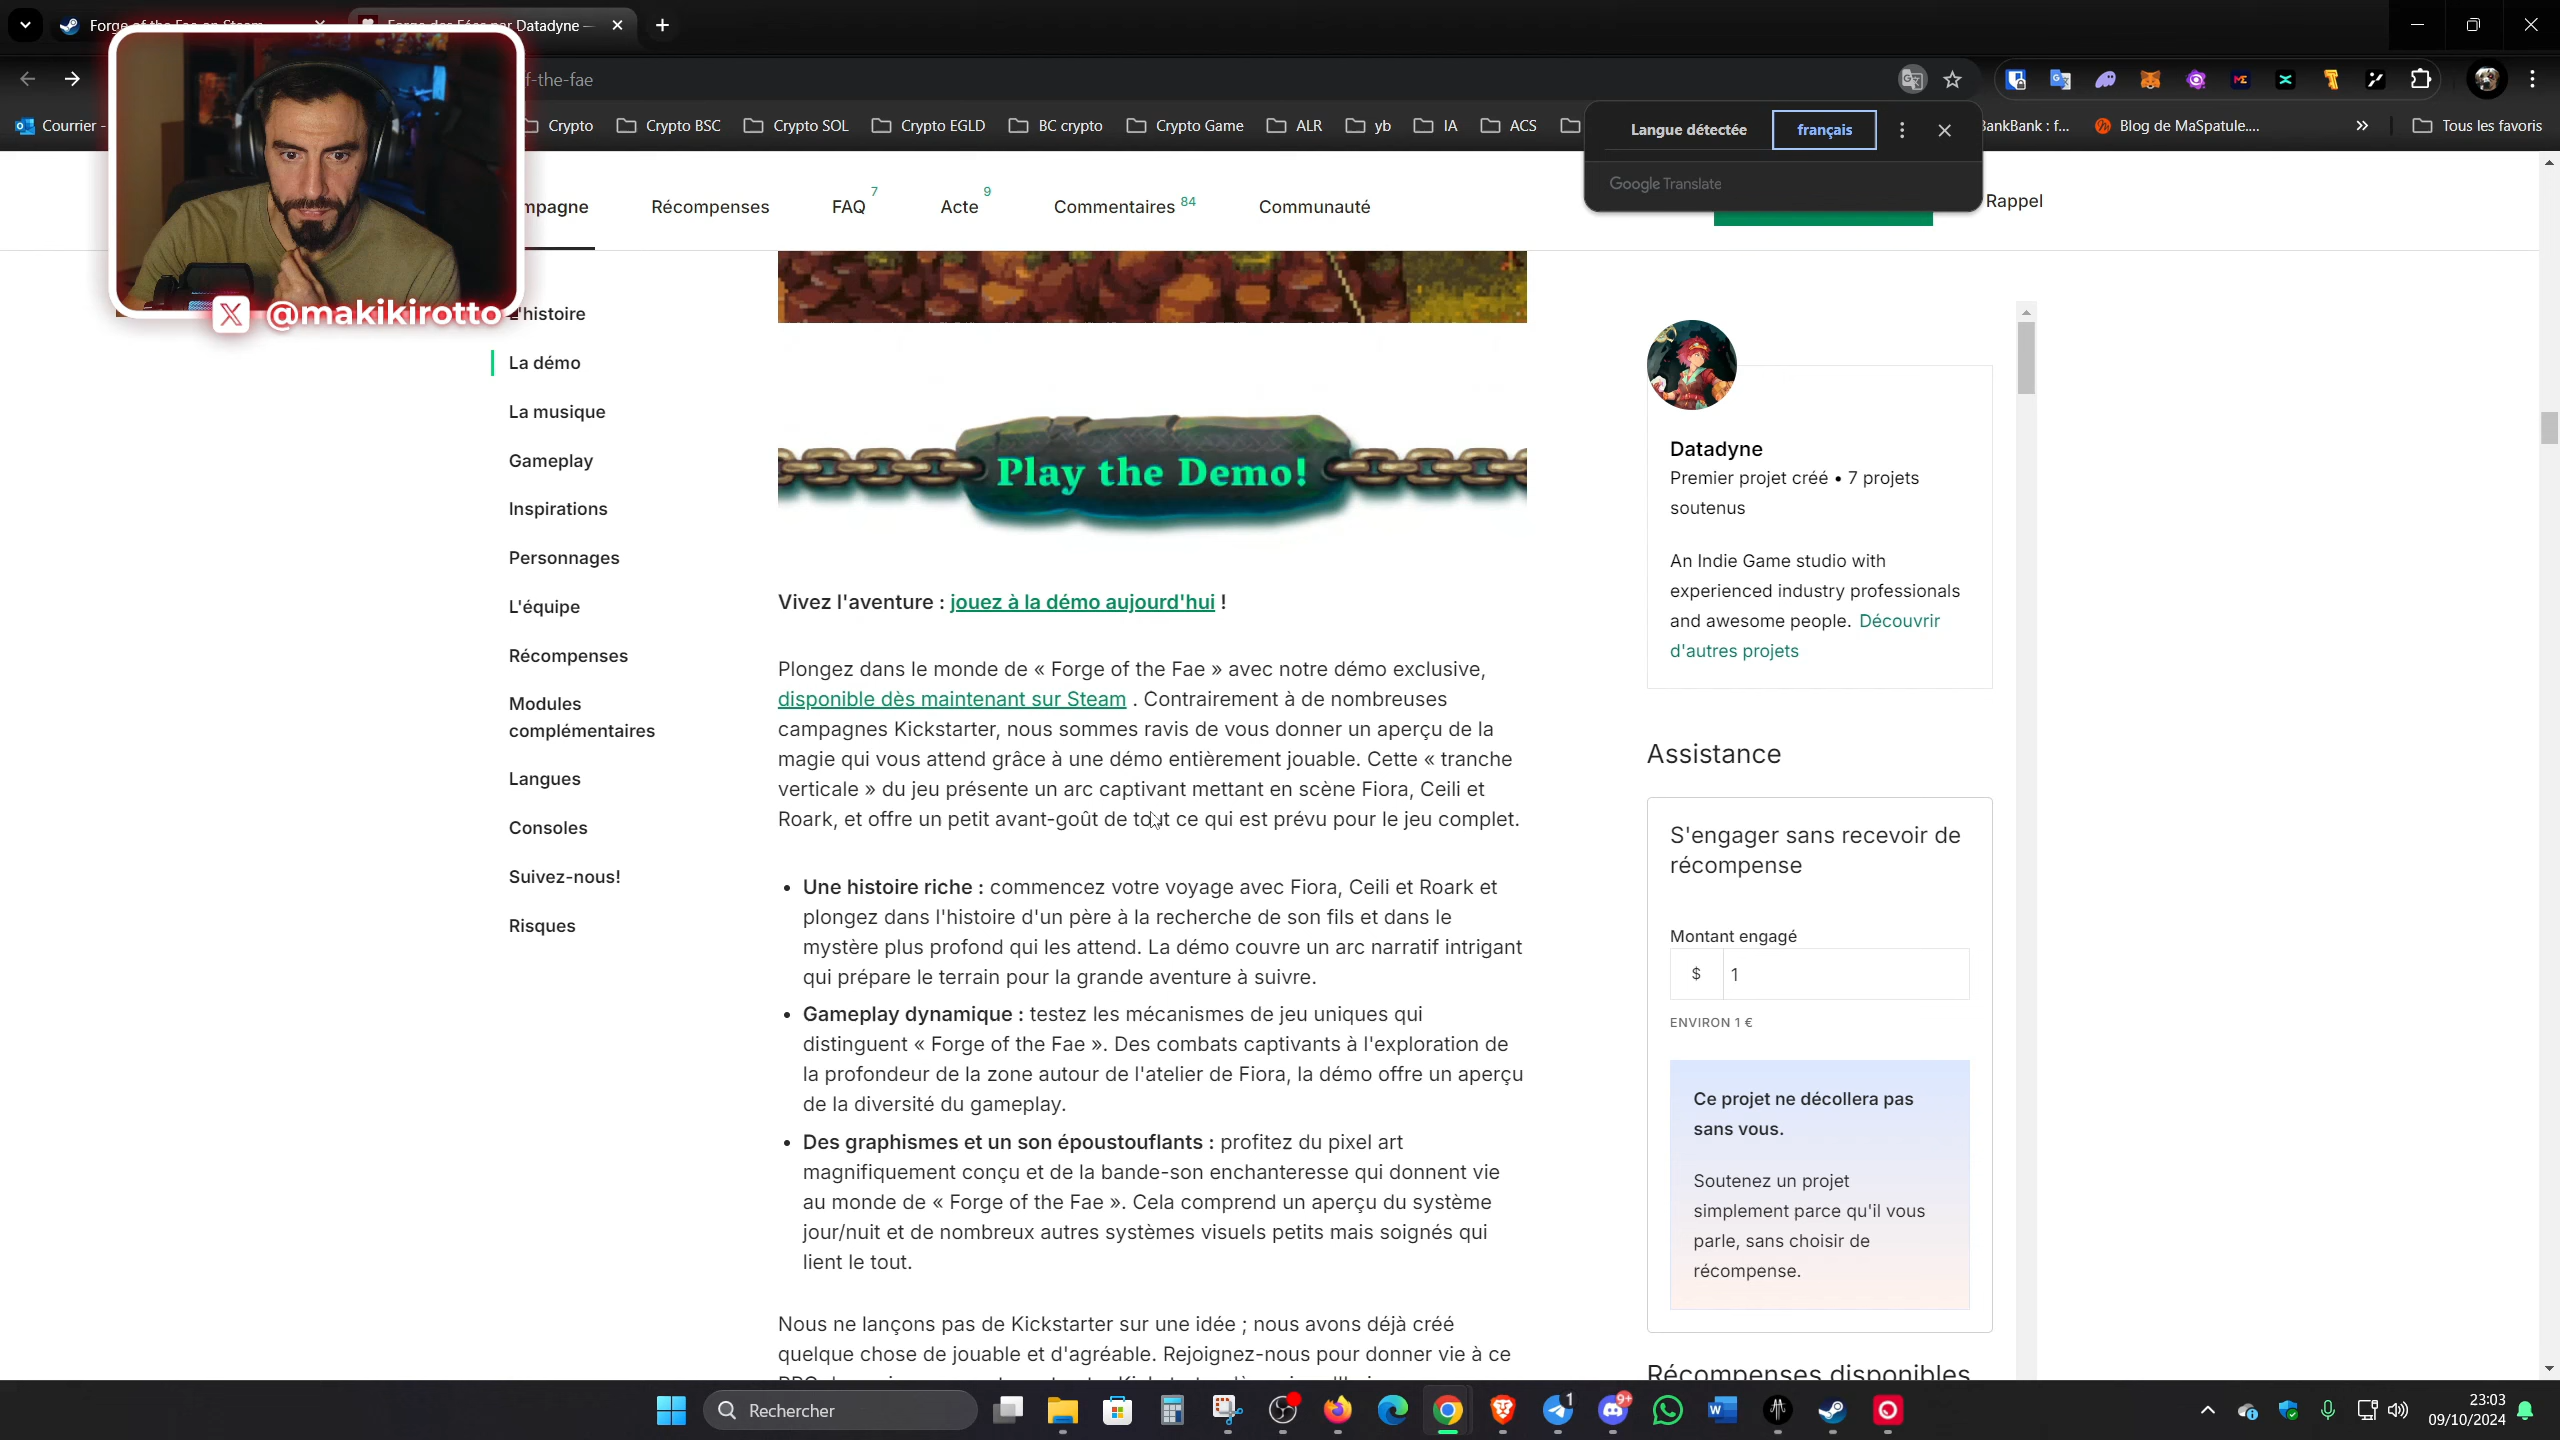 Datadyne —
f-the-fae
Courrier -
Crypto
Crypto BSC
Crypto SOL
Crypto EGLD
BC crypto
Crypto Game
ALR
yb
IA
ACS
BankBank : f...
Blog de MaSpatule....
Tous les favoris
Langue détectée
français
Google Translate
mpagne
Récompenses
FAQ 7
Acte 9
Commentaires 84
Communauté
Rappel
@makikirotto
L'histoire
La démo
La musique
Gameplay
Inspirations
Personnages
L'équipe
Récompenses
Modules
complémentaires
Langues
Consoles
Suivez-nous!
Risques
Play the Demo!
Vivez l'aventure : jouez à la démo aujourd'hui !
Plongez dans le monde de « Forge of the Fae » avec notre démo exclusive,
disponible dès maintenant sur Steam . Contrairement à de nombreuses
campagnes Kickstarter, nous sommes ravis de vous donner un aperçu de la
magie qui vous attend grâce à une démo entièrement jouable. Cette « tranche
verticale » du jeu présente un arc captivant mettant en scène Fiora, Ceili et
Roark, et offre un petit avant-goût de tout ce qui est prévu pour le jeu complet.
• Une histoire riche : commencez votre voyage avec Fiora, Ceili et Roark et
plongez dans l'histoire d'un père à la recherche de son fils et dans le
mystère plus profond qui les attend. La démo couvre un arc narratif intrigant
qui prépare le terrain pour la grande aventure à suivre.
• Gameplay dynamique : testez les mécanismes de jeu uniques qui
distinguent « Forge of the Fae ». Des combats captivants à l'exploration de
la profondeur de la zone autour de l'atelier de Fiora, la démo offre un aperçu
de la diversité du gameplay.
• Des graphismes et un son époustouflants : profitez du pixel art
magnifiquement conçu et de la bande-son enchanteresse qui donnent vie
au monde de « Forge of the Fae ». Cela comprend un aperçu du système
jour/nuit et de nombreux autres systèmes visuels petits mais soignés qui
lient le tout.
Nous ne lançons pas de Kickstarter sur une idée ; nous avons déjà créé
quelque chose de jouable et d'agréable. Rejoignez-nous pour donner vie à ce
Datadyne
Premier projet créé • 7 projets
soutenus
An Indie Game studio with
experienced industry professionals
and awesome people. Découvrir
d'autres projets
Assistance
S'engager sans recevoir de
récompense
Montant engagé
$ 1
ENVIRON 1 €
Ce projet ne décollera pas
sans vous.
Soutenez un projet
simplement parce qu'il vous
parle, sans choisir de
récompense.
Récompenses disponibles
Rechercher
1
9+
23:03
09/10/2024